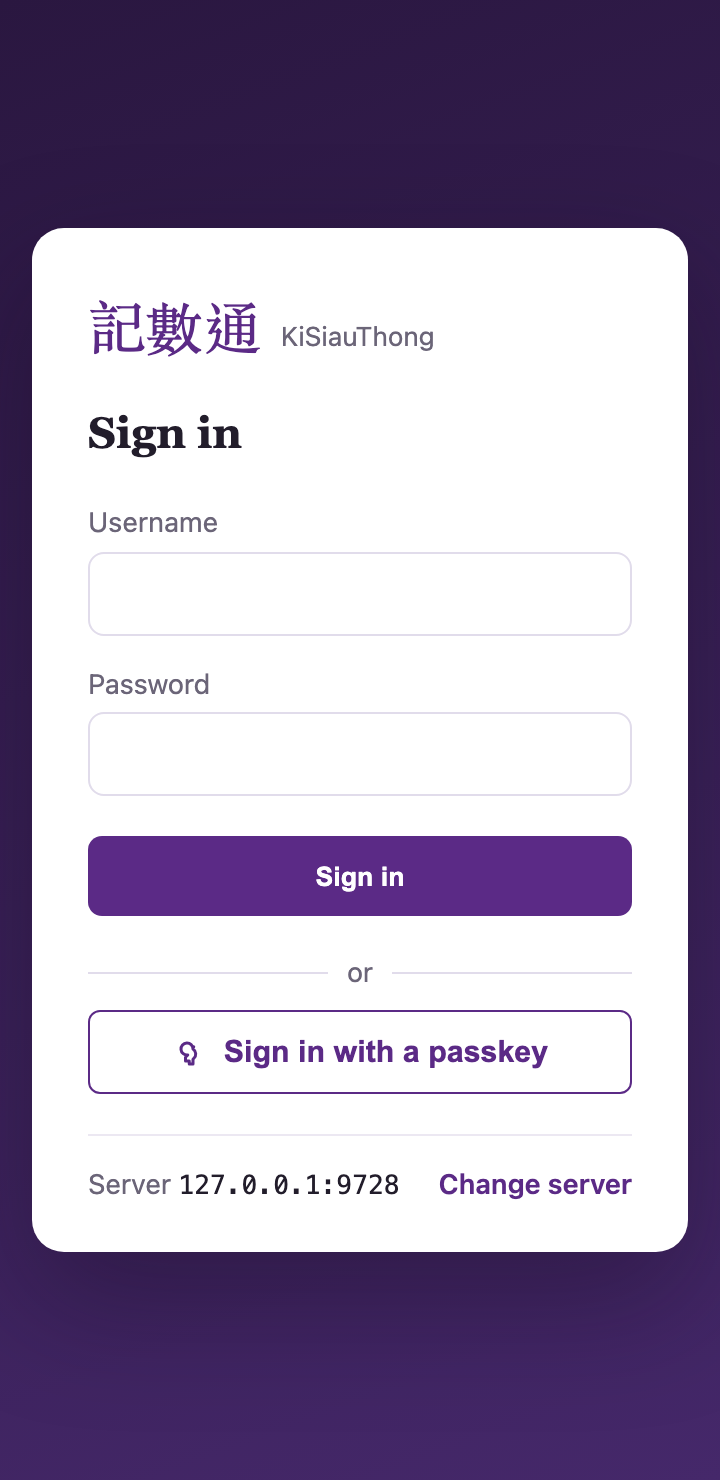 記數通 KiSiauThong
Sign in
Username
Password
Sign in
or
Sign in with a passkey
Server 127.0.0.1:9728 Change server